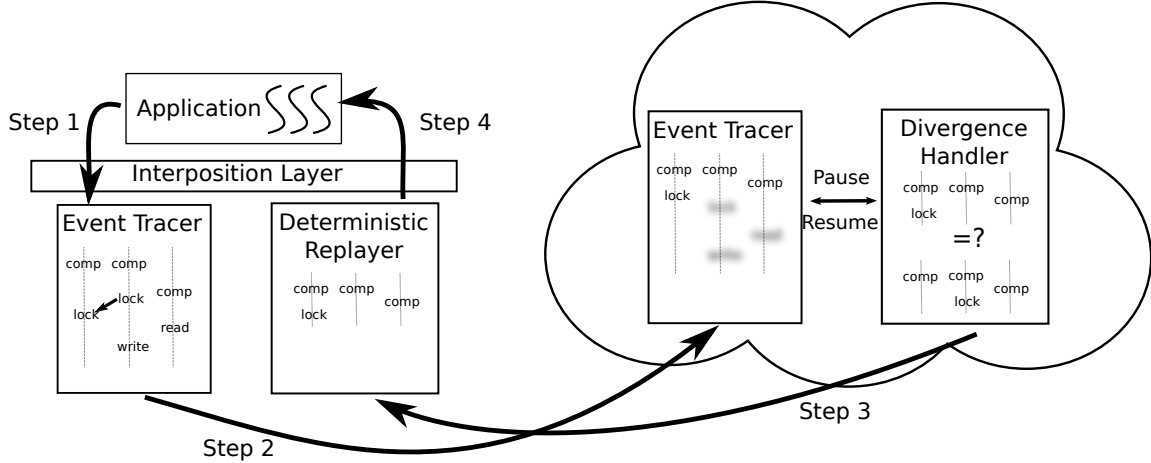 Application
Step 1
Step 4
Interposition Layer
Event Tracer
comp comp
comp
lock
lock
read
write
Deterministic
Replayer
comp comp
comp
lock
Event Tracer
comp comp
comp
lock
Pause
Resume
Divergence
Handler
comp comp
comp
lock
=?
comp comp
comp
lock
Step 2
Step 3